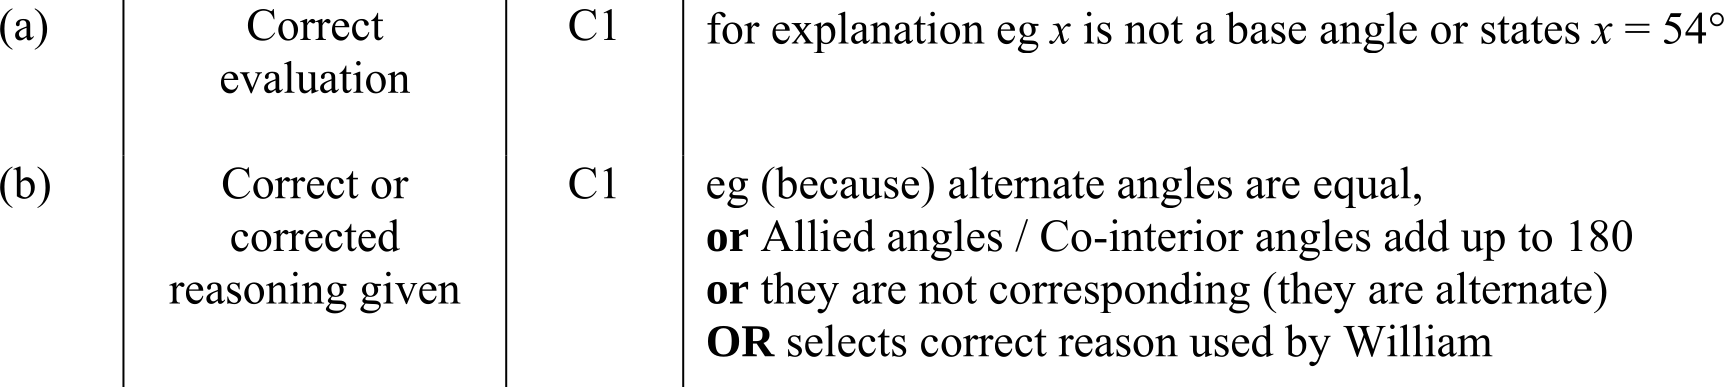 (a) Correct evaluation C1 for explanation eg x is not a base angle or states x = 54°
(b) Correct or corrected reasoning given C1 eg (because) alternate angles are equal,
or Allied angles / Co-interior angles add up to 180
or they are not corresponding (they are alternate)
OR selects correct reason used by William